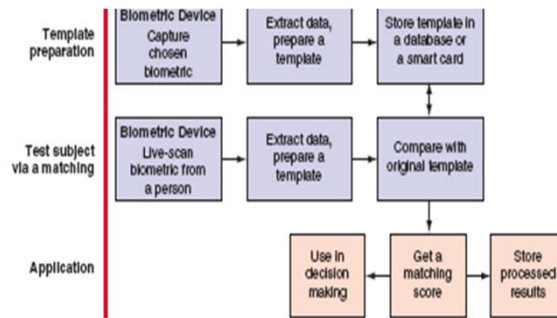 Template
preparation
Biometric Device
Capture
chosen
biometric
Extract data,
prepare a
template
Store template in
a database or
a smart card
Test subject
via a matching
Biometric Device
Live-scan
biometric from
a person
Extract data,
prepare a
template
Compare with
original template
Application
Use in
decision
making
Get a
matching
score
Store
processed
results